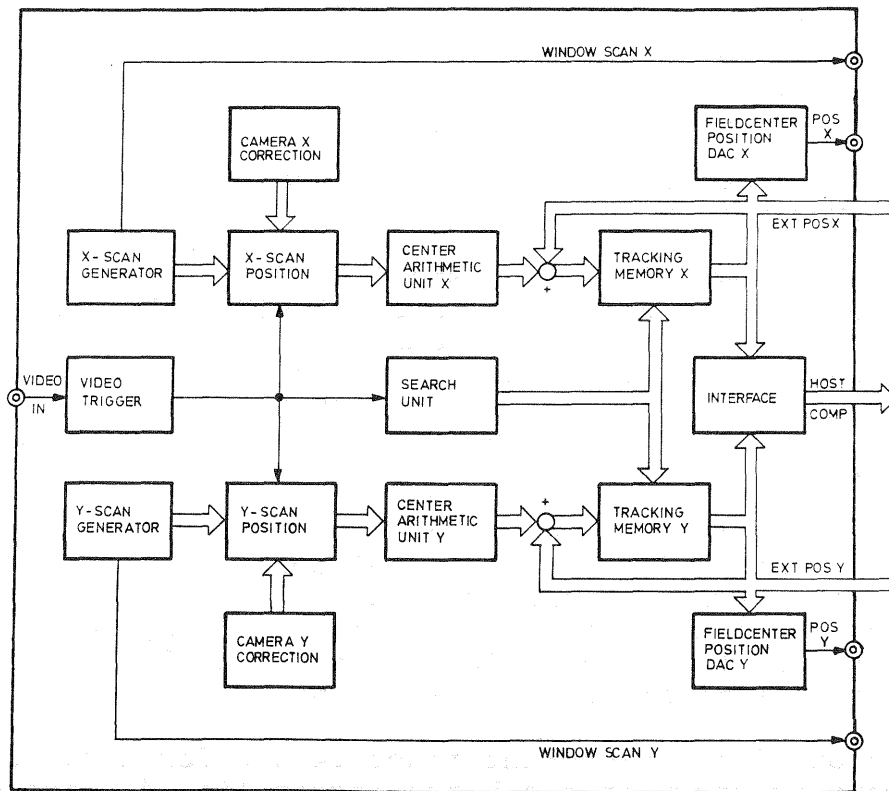 WINDOW SCAN X
CAMERA X
CORRECTION
FIELDCENTER
POSITION
DAC X
POS
X
EXT POS X
X-SCAN
GENERATOR
X-SCAN
POSITION
CENTER
ARITHMETIC
UNIT X
+
TRACKING
MEMORY X
VIDEO
IN
VIDEO
TRIGGER
SEARCH
UNIT
INTERFACE
HOST
COMP
Y-SCAN
GENERATOR
Y-SCAN
POSITION
CENTER
ARITHMETIC
UNIT Y
+
TRACKING
MEMORY Y
EXT POS Y
CAMERA Y
CORRECTION
FIELDCENTER
POSITION
DAC Y
POS
Y
WINDOW SCAN Y